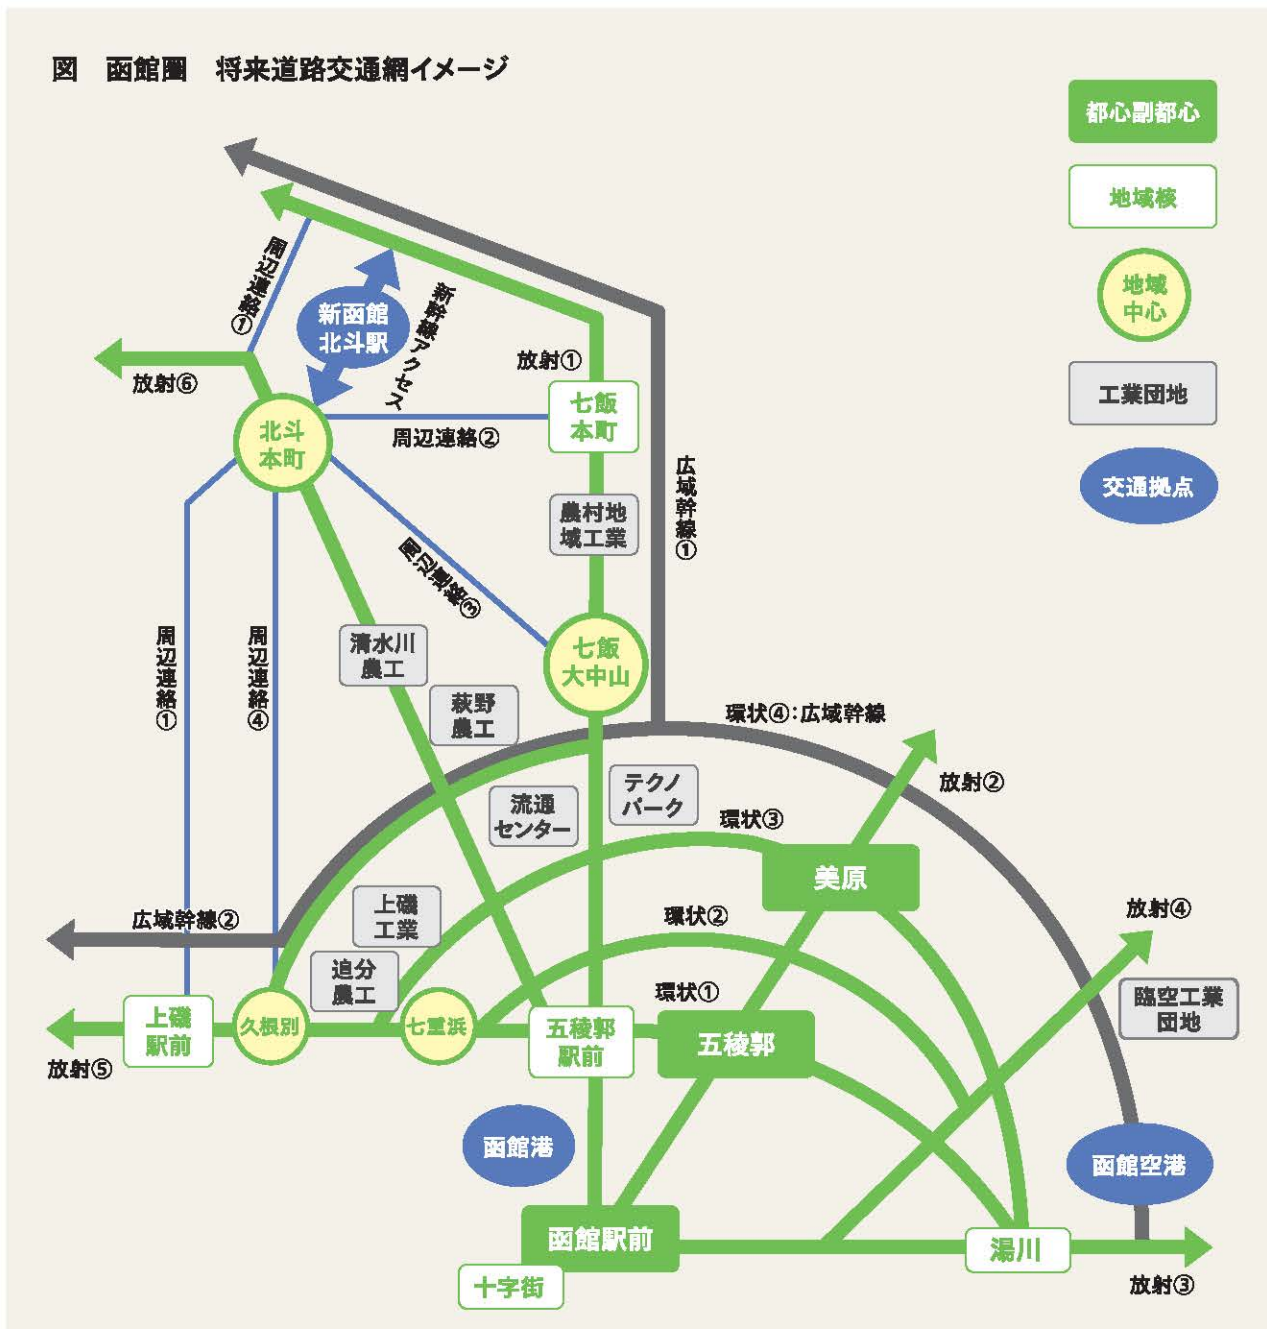 図　函館圏　将来道路交通網イメージ
都心副都心
地域核
地域
中心
工業団地
交通拠点
周辺連絡①
新函館
北斗駅
新幹線アクセス
放射①
放射⑥
七飯
本町
北斗
本町
周辺連絡②
広域幹線①
農村地
域工業
周辺連絡③
周辺連絡①
周辺連絡④
清水川
農工
七飯
大中山
萩野
農工
環状④:広域幹線
テクノ
パーク
放射②
流通
センター
環状③
美原
上磯
工業
環状②
放射④
広域幹線②
追分
農工
環状①
臨空工業
団地
上磯
駅前
久根別
七重浜
五稜郭
駅前
五稜郭
放射⑤
函館港
函館空港
函館駅前
湯川
十字街
放射③